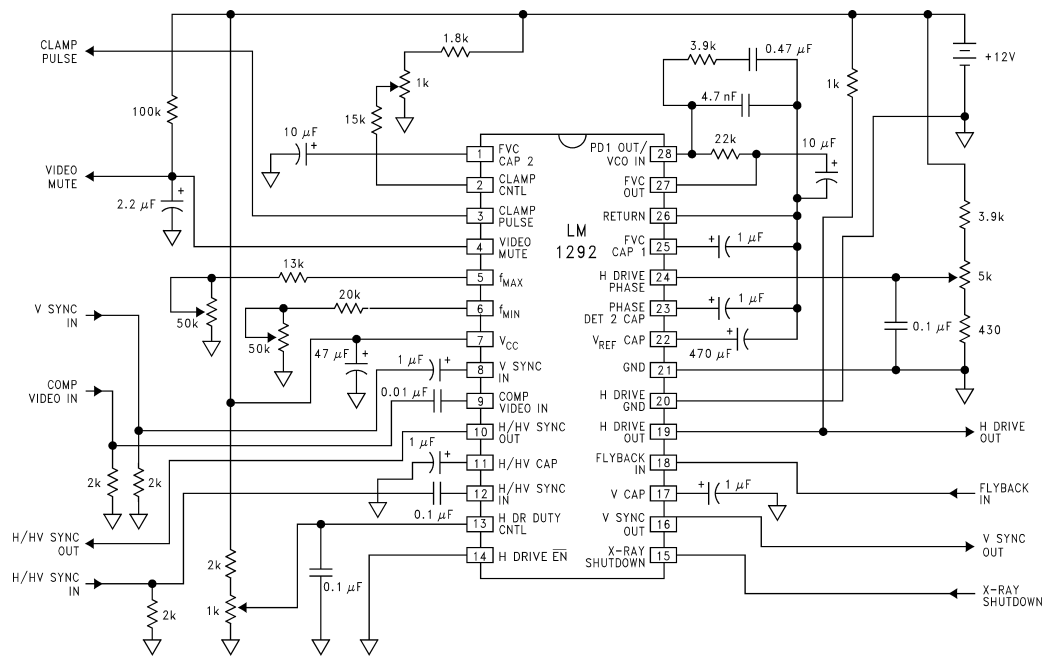 CLAMP
PULSE
1.8k
1k
15k
100k
10 µF
+
VIDEO
MUTE
2.2 µF
+
13k
50k
20k
50k
V SYNC
IN
47 µF
+
1 µF
+
COMP
VIDEO IN
0.01 µF
1 µF
+
2k
2k
0.1 µF
H/HV SYNC
OUT
H/HV SYNC
IN
2k
2k
1k
0.1 µF
LM
1292
1 FVC
CAP 2
2 CLAMP
CNTL
3 CLAMP
PULSE
4 VIDEO
MUTE
5 fMAX
6 fMIN
7 VCC
8 V SYNC
IN
9 COMP
VIDEO IN
10 H/HV SYNC
OUT
11 H/HV CAP
12 H/HV SYNC
IN
13 H DR DUTY
CNTL
14 H DRIVE E̅N̅
PD1 OUT/
VCO IN 28
FVC
OUT 27
RETURN 26
FVC
CAP 1 25
H DRIVE
PHASE 24
PHASE
DET 2 CAP 23
VREF CAP 22
GND 21
H DRIVE
GND 20
H DRIVE
OUT 19
FLYBACK
IN 18
V CAP 17
V SYNC
OUT 16
X-RAY
SHUTDOWN 15
3.9k
0.47 µF
4.7 nF
22k
10 µF
+
1k
+12V
+ 1 µF
3.9k
5k
+ 1 µF
0.1 µF
430
+
470 µF
H DRIVE
OUT
FLYBACK
IN
+ 1 µF
V SYNC
OUT
X-RAY
SHUTDOWN